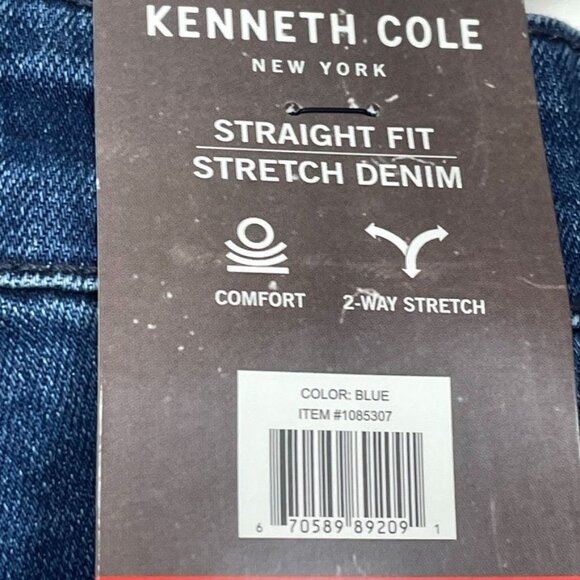 KENNETH COLE
NEW YORK
STRAIGHT FIT
STRETCH DENIM
COMFORT 2-WAY STRETCH
COLOR: BLUE
ITEM #1085307
6 70589 89209 1